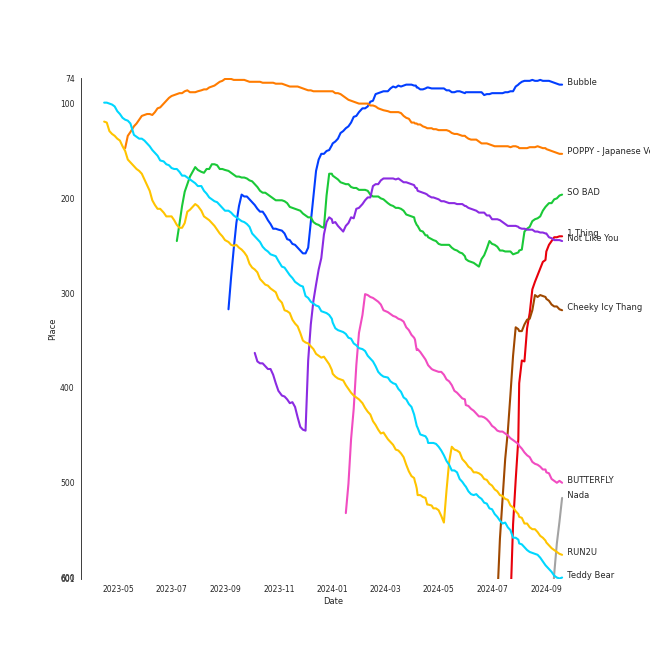 74
100
200
300
400
500
Place
Bubble
POPPY - Japanese Ve
SO BAD
1 Thing
Not Like You
Cheeky Icy Thang
BUTTERFLY
Nada
RUN2U
Teddy Bear
2023-05 2023-07 2023-09 2023-11 2024-01 2024-03 2024-05 2024-07 2024-09
Date